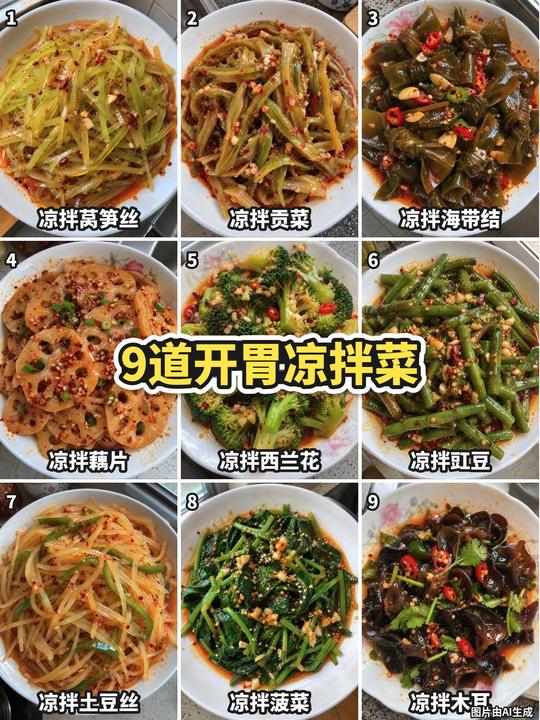 1
2
3
凉拌莴笋丝
凉拌贡菜
凉拌海带结
4
5
6
9道开胃凉拌菜
凉拌藕片
凉拌西兰花
凉拌豇豆
7
8
9
凉拌土豆丝
凉拌菠菜
凉拌木耳
图片由AI生成